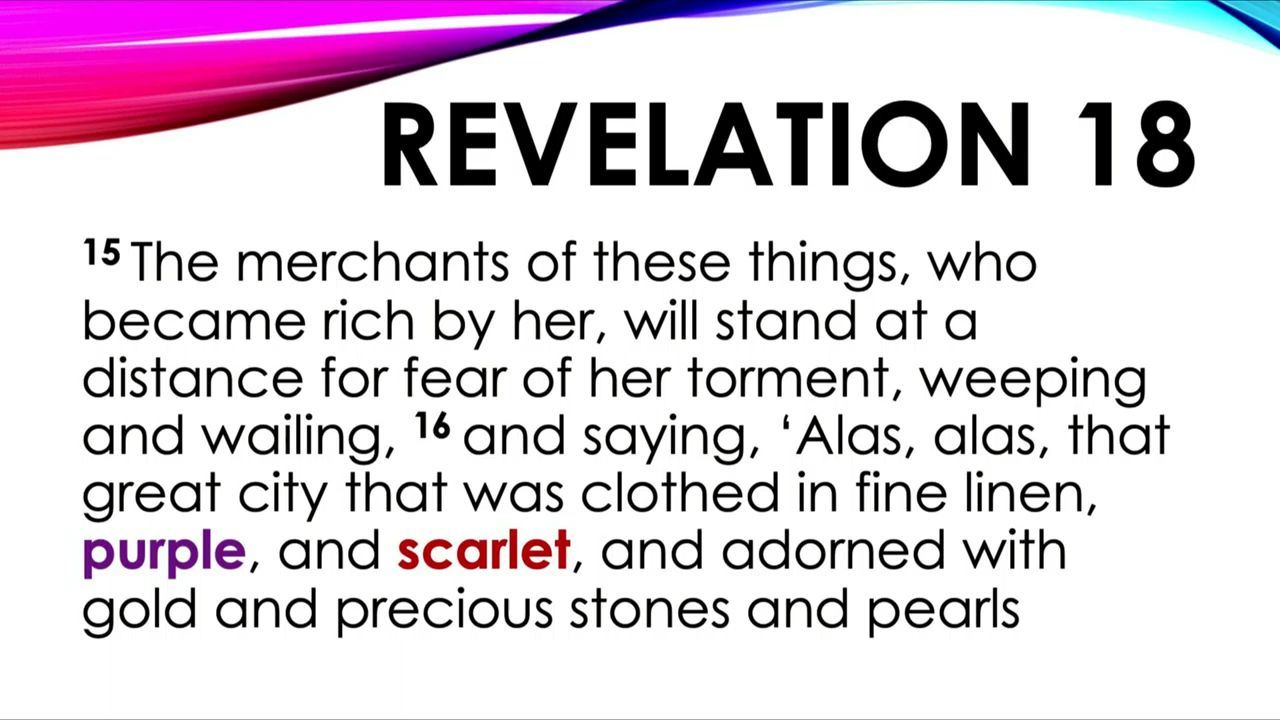 REVELATION 18
15 The merchants of these things, who
became rich by her, will stand at a
distance for fear of her torment, weeping
and wailing, 16 and saying, ‘Alas, alas, that
great city that was clothed in fine linen,
purple, and scarlet, and adorned with
gold and precious stones and pearls